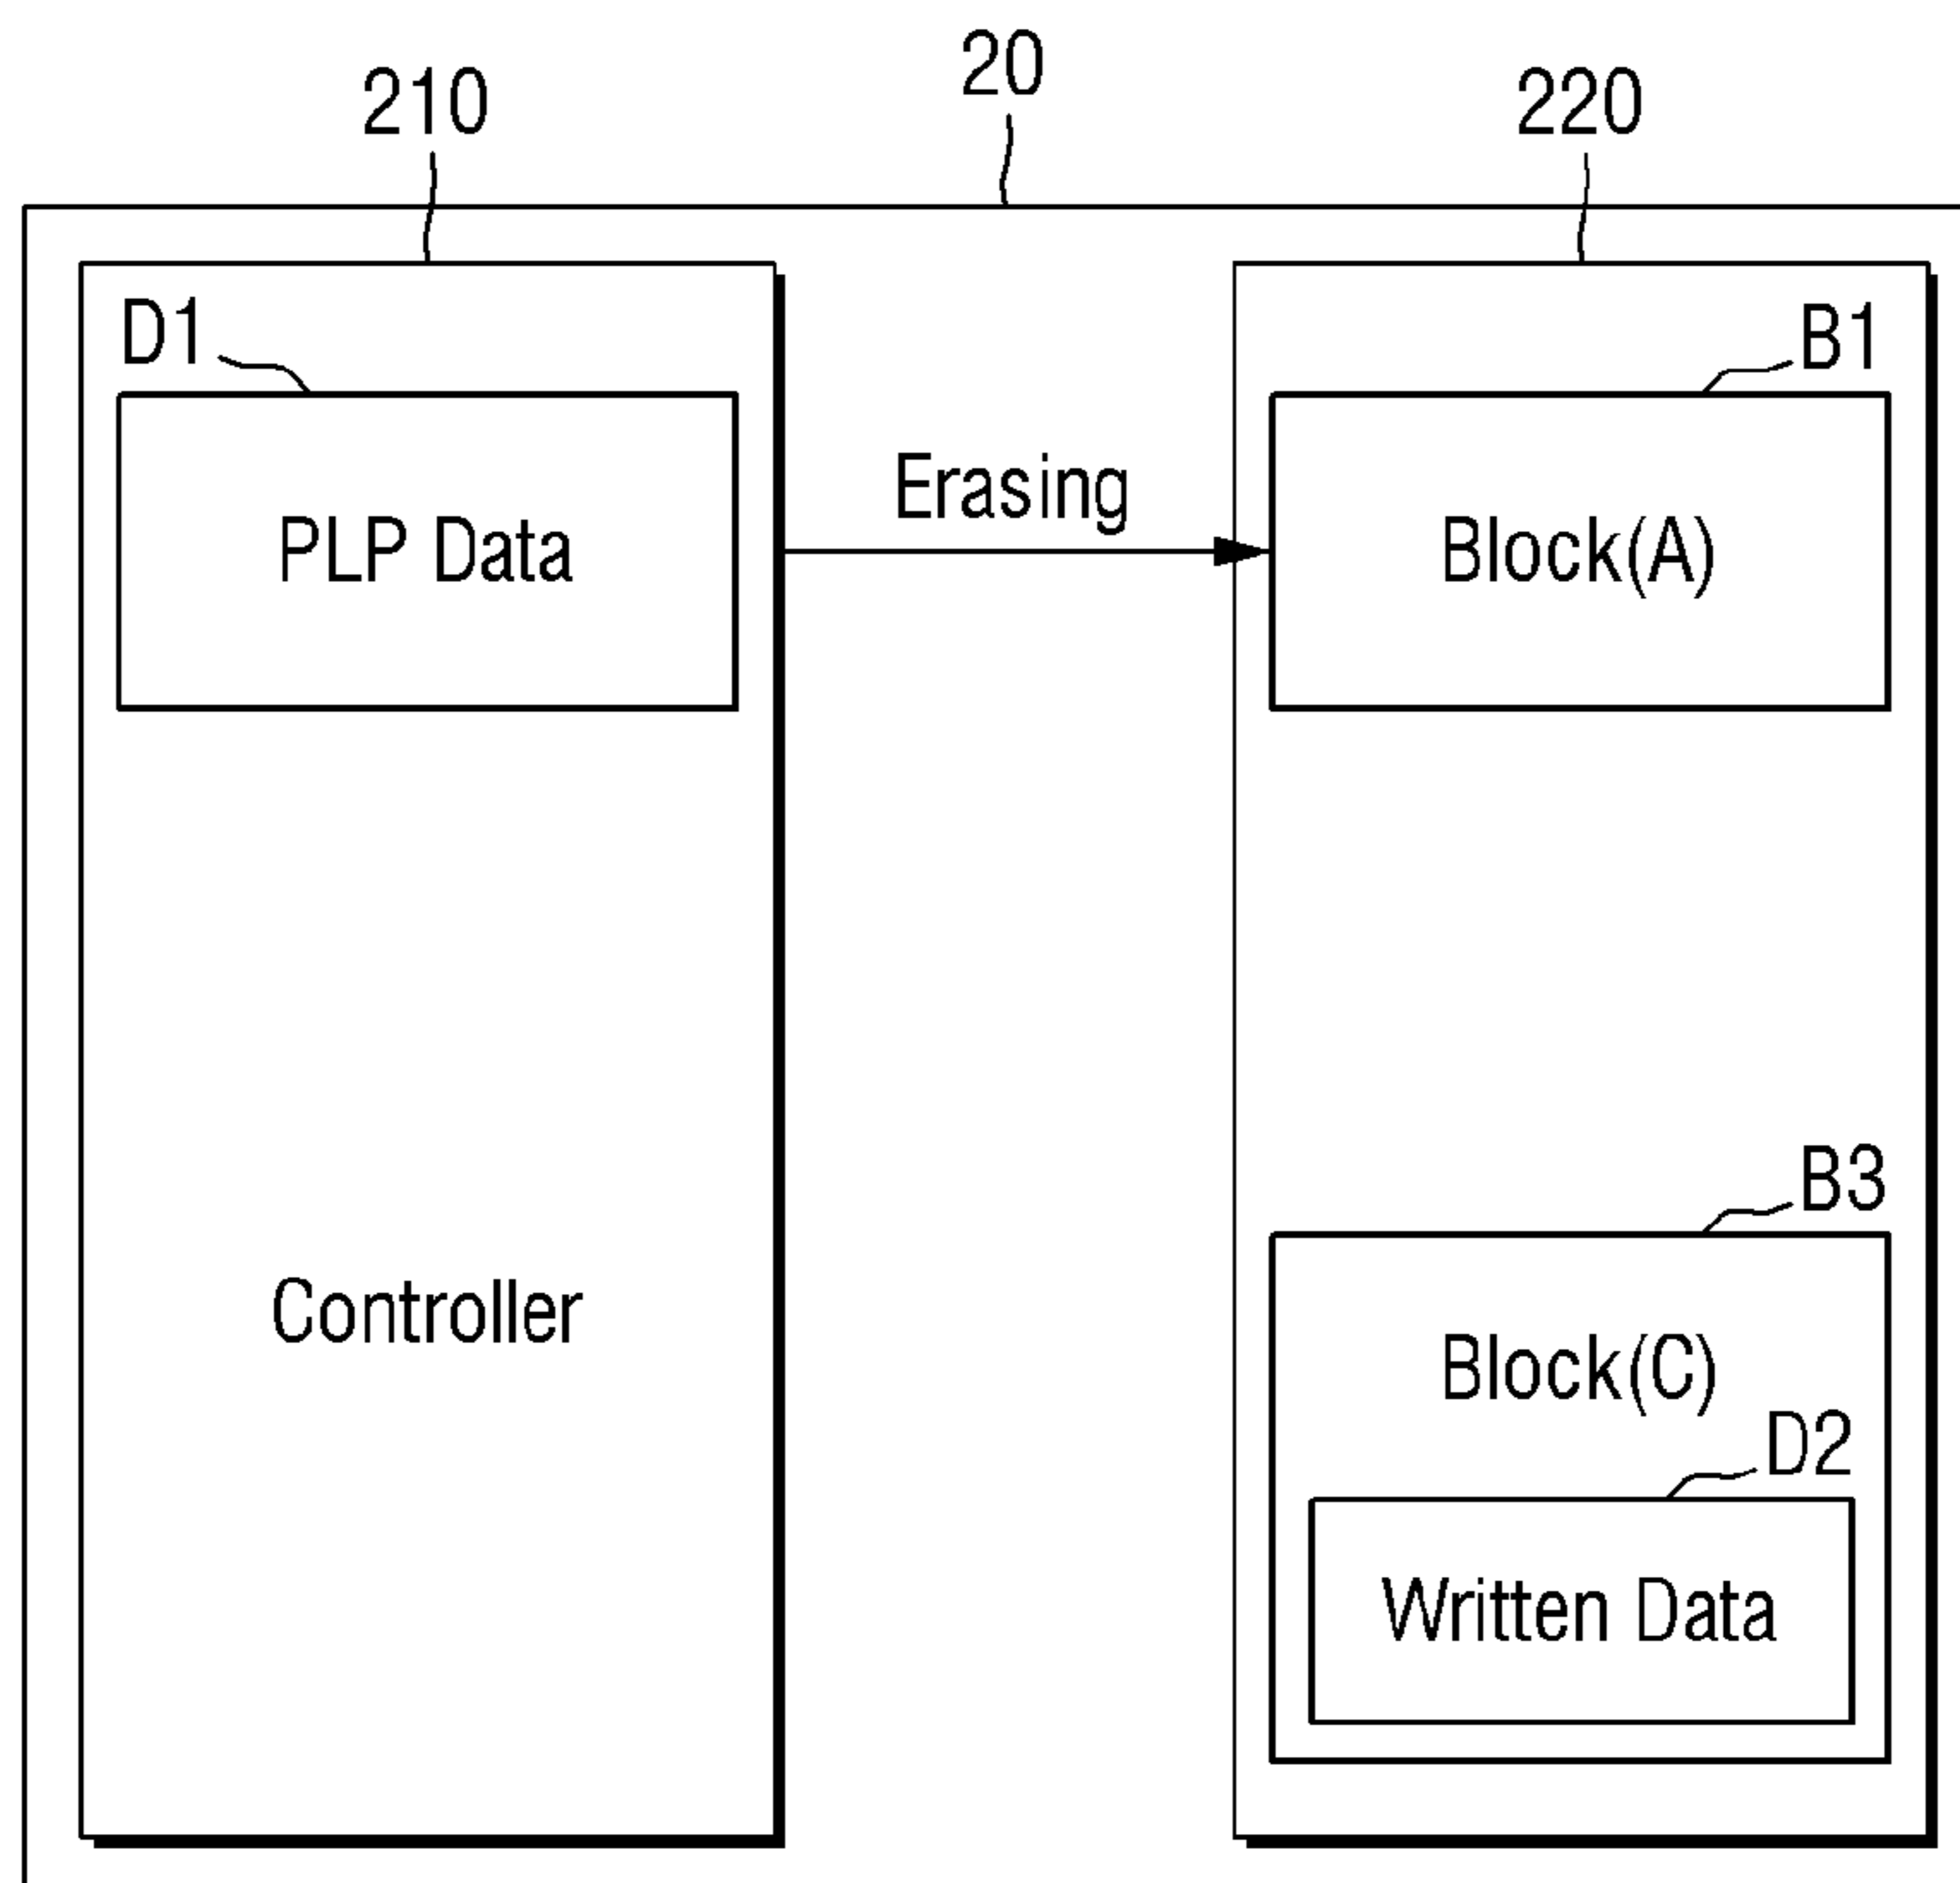 20
210
220
D1
B1
Erasing
PLP Data
Block(A)
B3
Controller
Block(C)
D2
Written Data